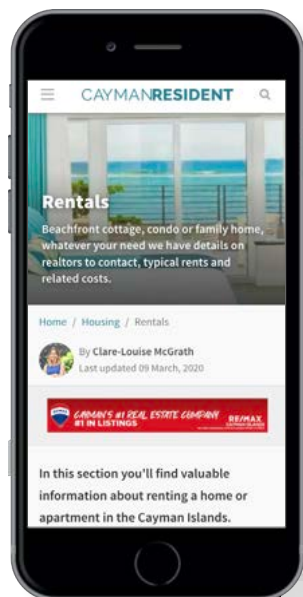 CAYMANRESIDENT
Rentals
Beachfront cottage, condo or family home,
whatever your need we have details on
realtors to contact, typical rents and
related costs.
Home / Housing / Rentals
By Clare-Louise McGrath
Last updated 09 March, 2020
CAYMAN'S #1 REAL ESTATE COMPANY
#1 IN LISTINGS
RE/MAX
CAYMAN ISLANDS
In this section you'll find valuable
information about renting a home or
apartment in the Cayman Islands.